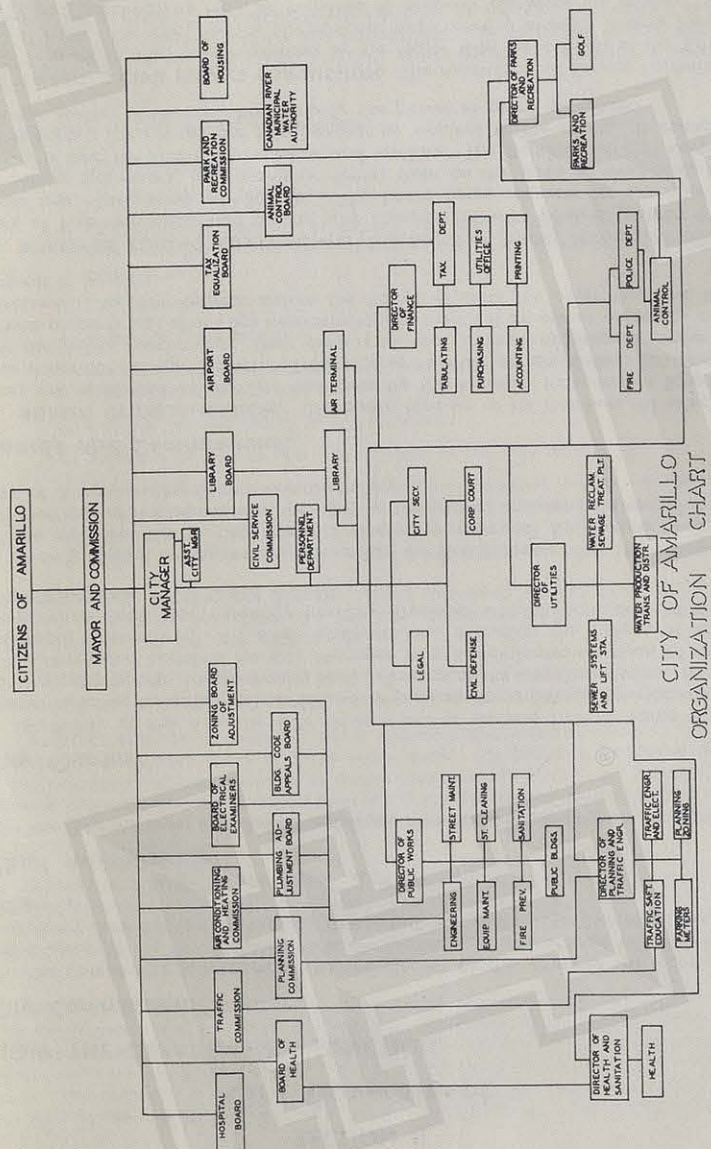 CITIZENS OF AMARILLO
MAYOR AND COMMISSION
CITY
MANAGER
ASST.
CITY MGR
HOSPITAL
BOARD
TRAFFIC
COMMISSION
AIR CONDITIONING
AND HEATING
COMMISSION
BOARD OF
ELECTRICAL
EXAMINERS
ZONING BOARD
OF
ADJUSTMENT
LIBRARY
BOARD
AIRPORT
BOARD
TAX
EQUALIZATION
BOARD
PARK AND
RECREATION
COMMISSION
BOARD OF
HOUSING
BOARD OF
HEALTH
PLANNING
COMMISSION
PLUMBING AD-
JUSTMENT BOARD
BLDG CODE
APPEALS BOARD
CIVIL SERVICE
COMMISSION
PERSONNEL
DEPARTMENT
ANIMAL
CONTROL
BOARD
CANADIAN RIVER
MUNICIPAL
WATER
AUTHORITY
LIBRARY
AIR TERMINAL
LEGAL
CITY SECY.
CIVIL DEFENSE
CORP COURT
DIRECTOR OF
PUBLIC WORKS
ENGINEERING
STREET MAINT.
EQUIP MAINT.
ST. CLEANING
FIRE PREV.
SANITATION
PUBLIC BLDGS.
DIRECTOR
OF
FINANCE
TABULATING
TAX DEPT.
PURCHASING
UTILITIES
OFFICE
ACCOUNTING
PRINTING
DIRECTOR OF PARKS
AND
RECREATION
PARKS AND
RECREATION
GOLF
DIRECTOR OF
HEALTH AND
SANITATION
HEALTH
DIRECTOR OF
PLANNING AND
TRAFFIC ENGR.
TRAFFIC SAFT.
EDUCATION
TRAFFIC ENGR.
AND ELECT.
PARKING
METERS
PLANNING
ZONING
DIRECTOR
OF
UTILITIES
SEWER SYSTEMS
AND LIFT STA.
WATER RECLAM.
SEWAGE TREAT. PLT.
WATER PRODUCTION
TRANS. AND DISTR.
FIRE DEPT.
POLICE DEPT.
ANIMAL
CONTROL
CITY OF AMARILLO
ORGANIZATION CHART